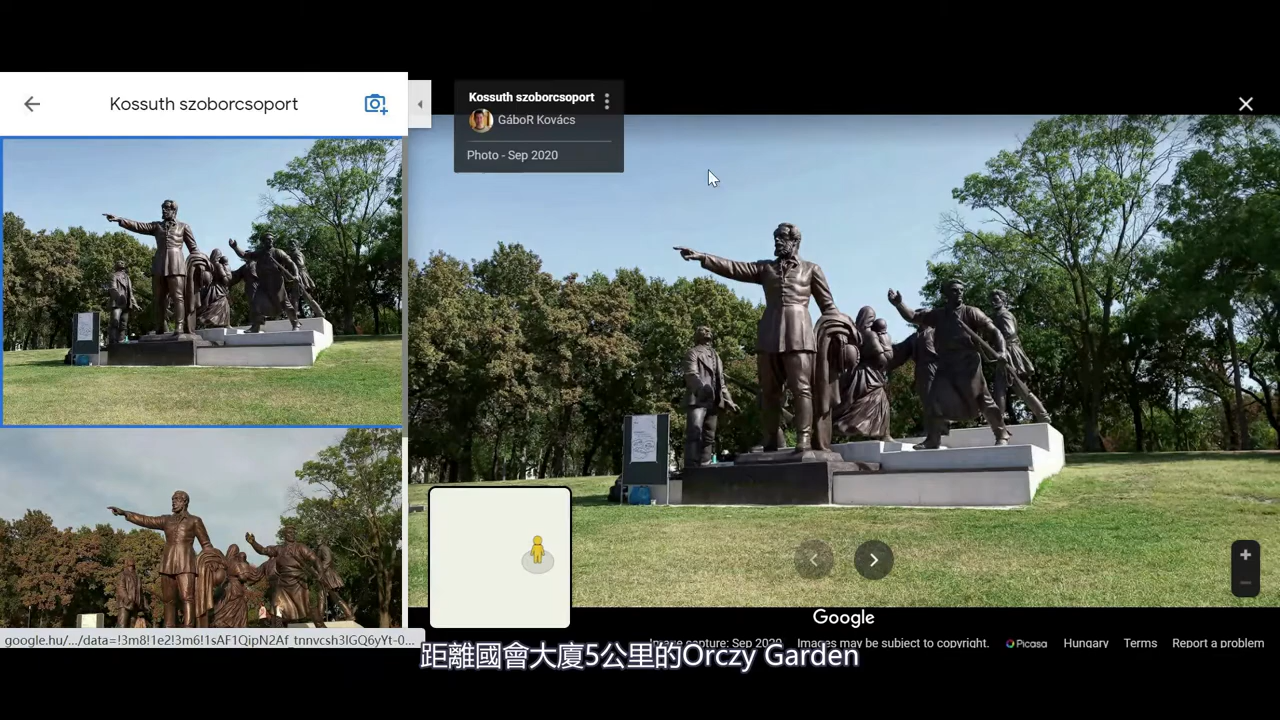 Kossuth szoborcsoport
Kossuth szoborcsoport
GáboR Kovács
Photo - Sep 2020
Google
google.hu/.../data=!3m8!1e2!3m6!1sAF1QipN2Af_tnnvcsh3lGQ6yYt-0...
Image capture: Sep 2020 Images may be subject to copyright. Picasa Hungary Terms Report a problem
距離國會大廈5公里的Orczy Garden